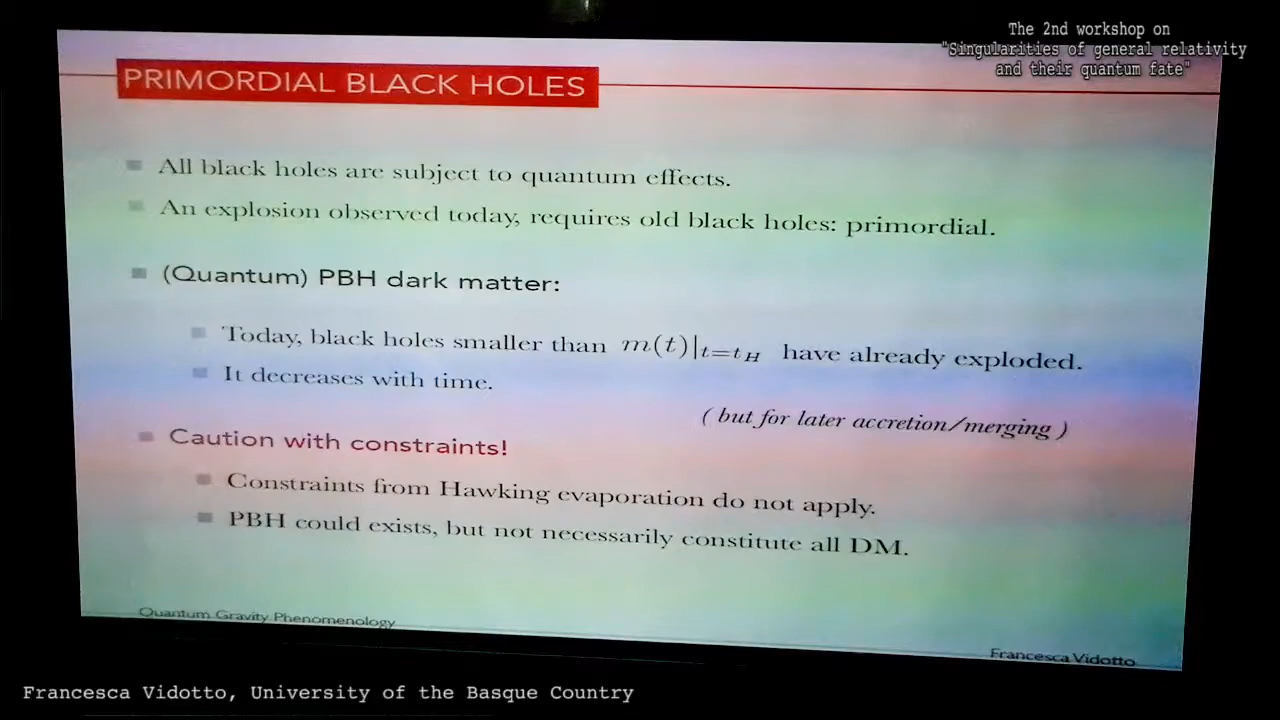 The 2nd workshop on
"Singularities of general relativity
and their quantum fate"
PRIMORDIAL BLACK HOLES
All black holes are subject to quantum effects.
An explosion observed today, requires old black holes: primordial.
(Quantum) PBH dark matter:
Today, black holes smaller than m(t)|t=tH have already exploded.
It decreases with time.
( but for later accretion/merging )
Caution with constraints!
Constraints from Hawking evaporation do not apply.
PBH could exists, but not necessarily constitute all DM.
Quantum Gravity Phenomenology
Francesca Vidotto
Francesca Vidotto, University of the Basque Country